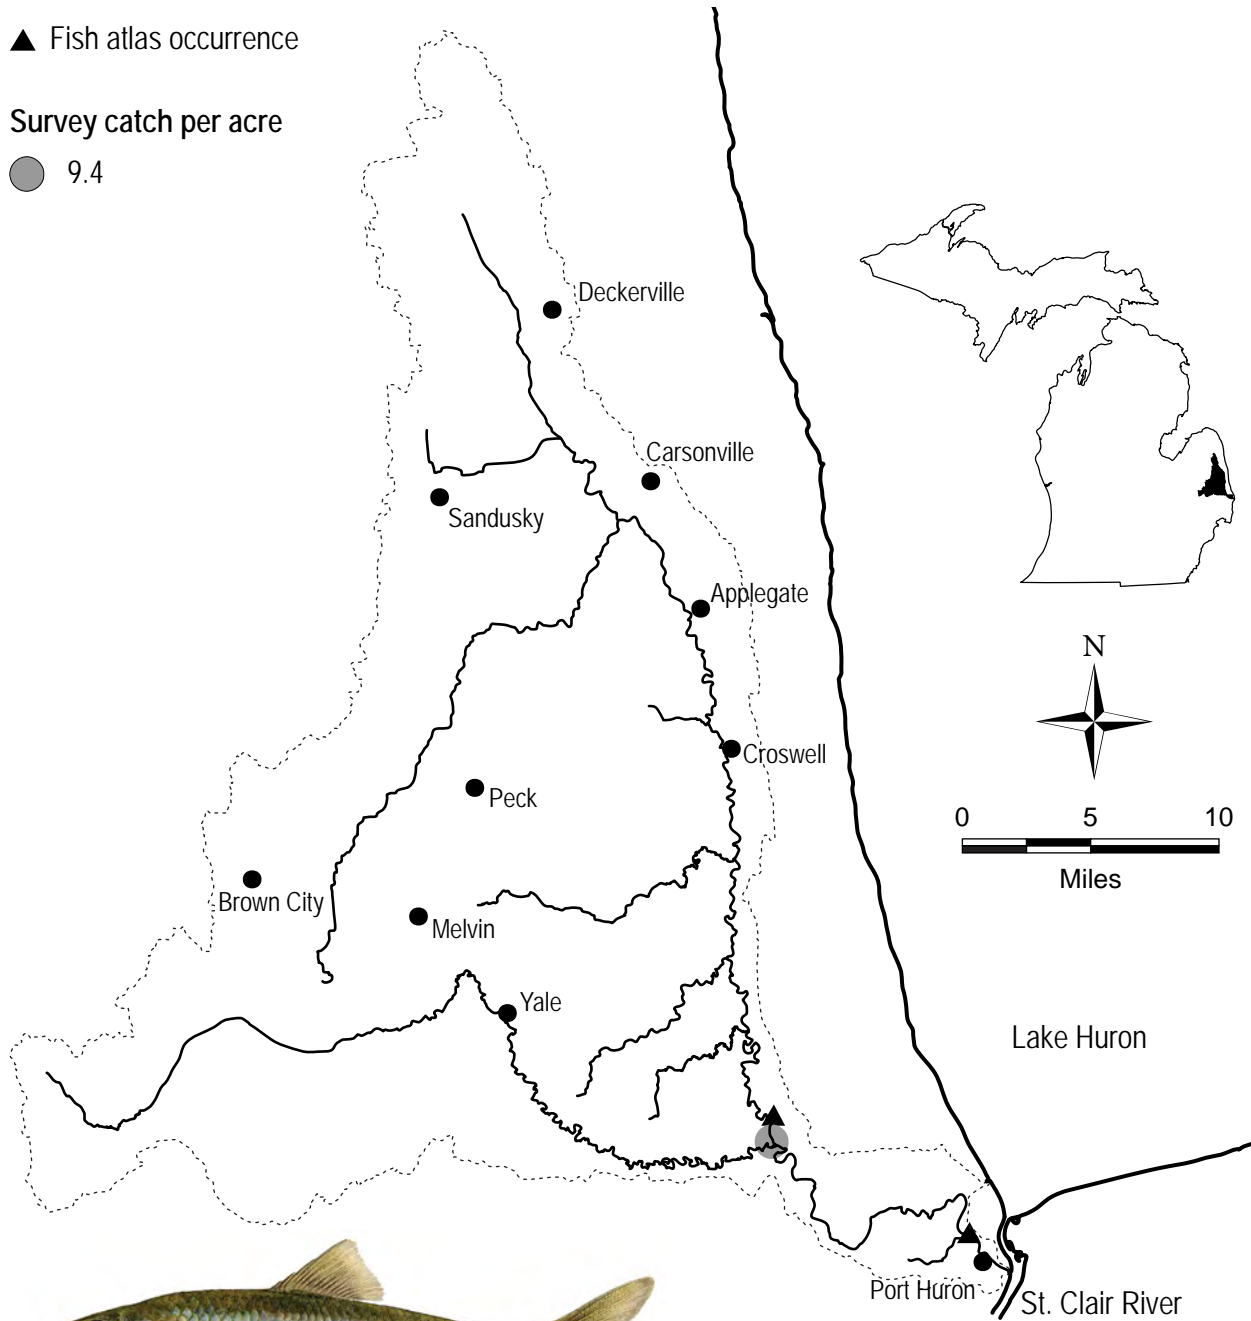 Fish atlas occurrence
Survey catch per acre
9.4
Deckerville
Carsonville
Sandusky
Applegate
N
Croswell
Peck
0 5 10
Miles
Brown City
Melvin
Yale
Lake Huron
Port Huron
St. Clair River